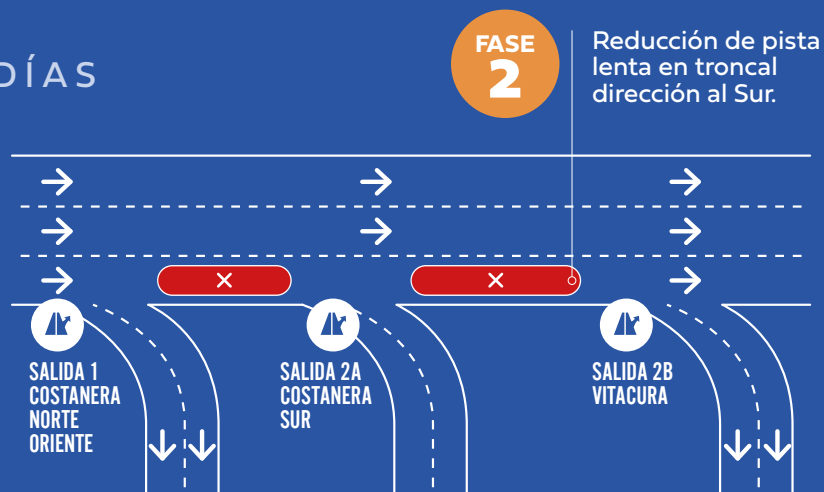 DÍAS
FASE
2
Reducción de pista
lenta en troncal
dirección al Sur.
SALIDA 1
COSTANERA
NORTE
ORIENTE
SALIDA 2A
COSTANERA
SUR
SALIDA 2B
VITACURA